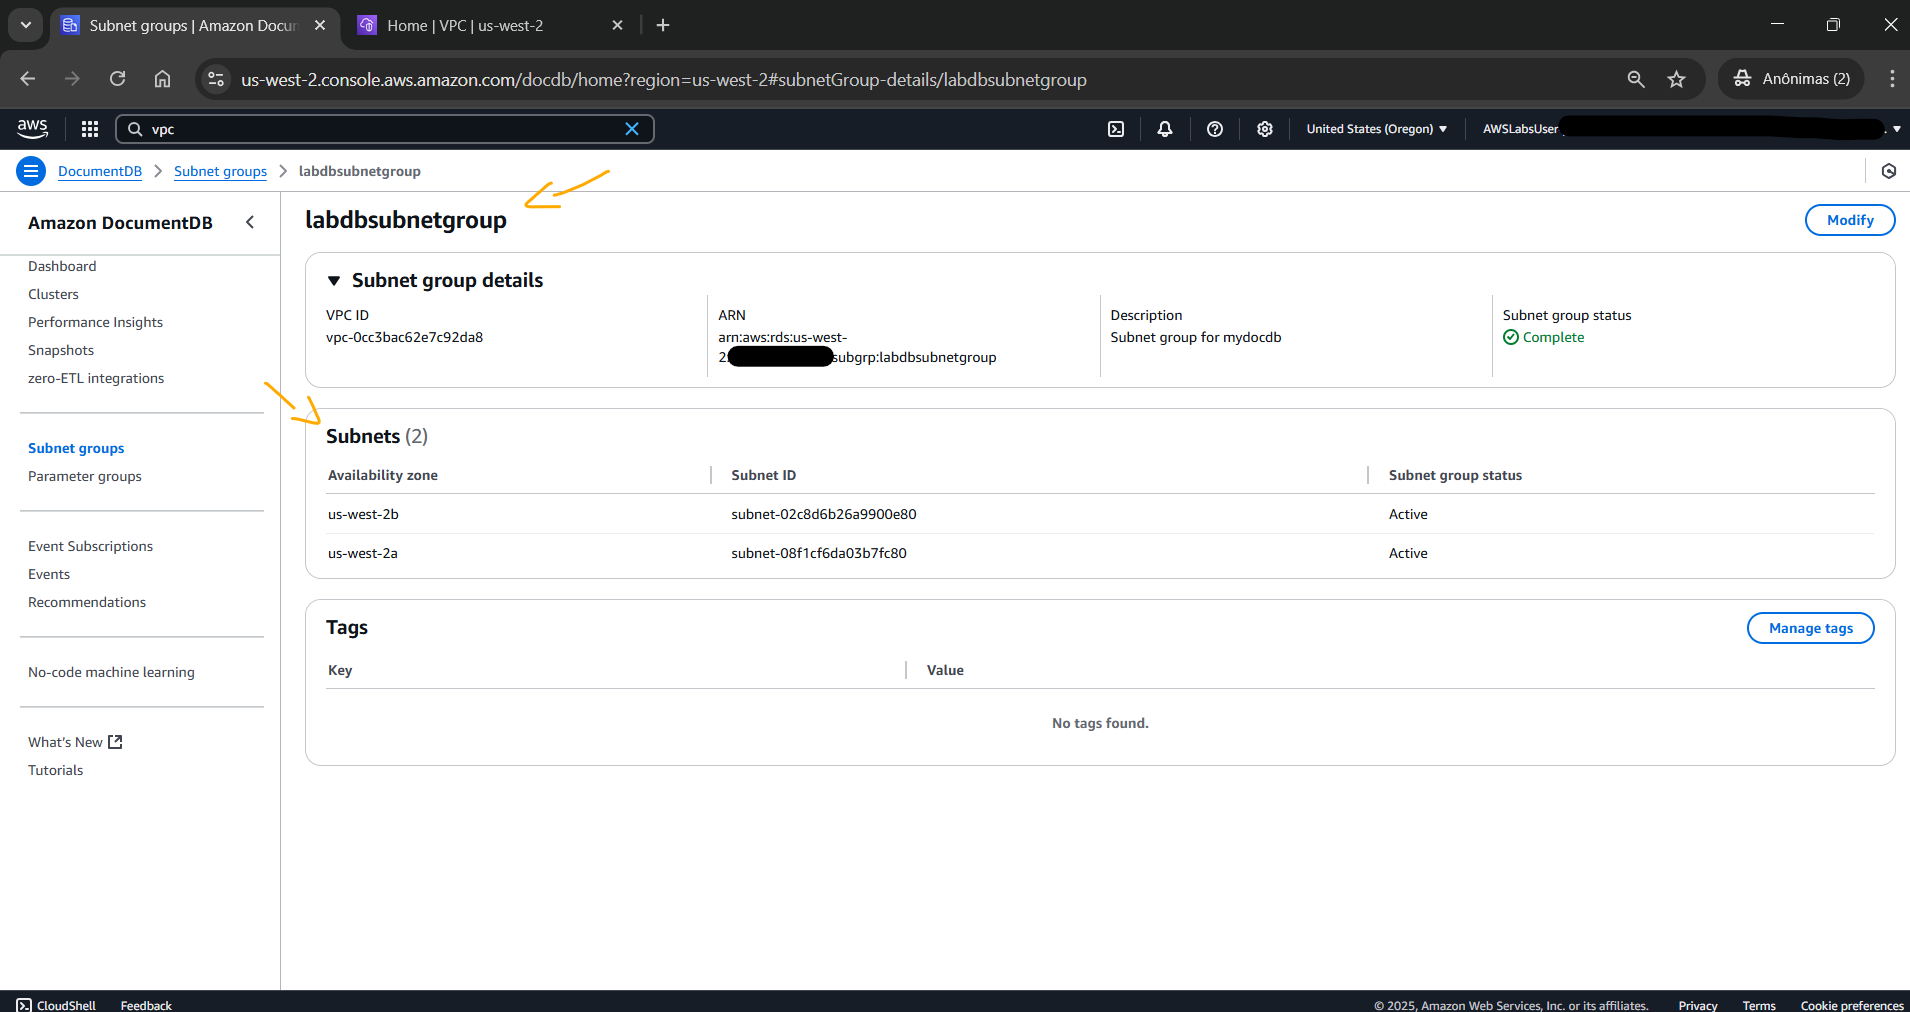 Subnet groups | Amazon Docum
Home | VPC | us-west-2
us-west-2.console.aws.amazon.com/docdb/home?region=us-west-2#subnetGroup-details/labdbsubnetgroup
Anônimas (2)
aws
vpc
United States (Oregon)
AWSLabsUser
DocumentDB
Subnet groups
labdbsubnetgroup
Amazon DocumentDB
Dashboard
Clusters
Performance Insights
Snapshots
zero-ETL integrations
Subnet groups
Parameter groups
Event Subscriptions
Events
Recommendations
No-code machine learning
What's New
Tutorials
labdbsubnetgroup
Modify
Subnet group details
VPC ID
vpc-0cc3bac62e7c92da8
ARN
arn:aws:rds:us-west-
2: subgrp:labdbsubnetgroup
Description
Subnet group for mydocdb
Subnet group status
Complete
Subnets (2)
Availability zone Subnet ID Subnet group status
us-west-2b subnet-02c8d6b26a9900e80 Active
us-west-2a subnet-08f1cf6da03b7fc80 Active
Tags
Manage tags
Key Value
No tags found.
CloudShell Feedback © 2025, Amazon Web Services, Inc. or its affiliates. Privacy Terms Cookie preferences